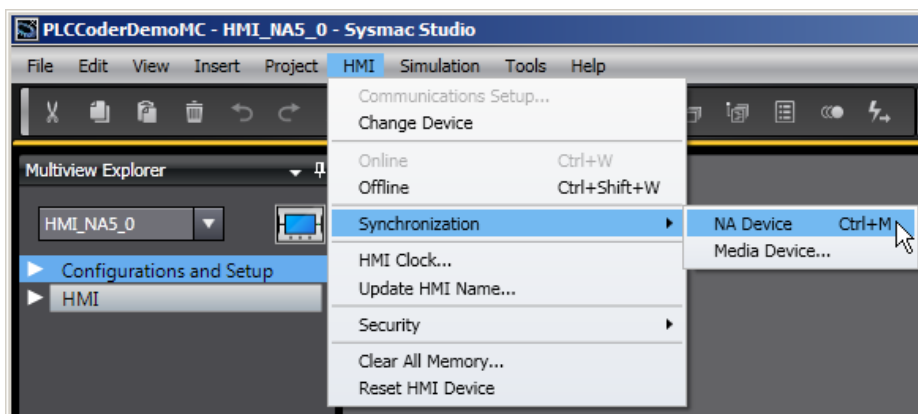 PLCCoderDemoMC - HMI_NA5_0 - Sysmac Studio
File Edit View Insert Project HMI Simulation Tools Help
Communications Setup...
Change Device
Multiview Explorer
Online Ctrl+W
Offline Ctrl+Shift+W
HMI_NA5_0
Synchronization
NA Device Ctrl+M
Media Device...
Configurations and Setup
HMI
HMI Clock...
Update HMI Name...
Security
Clear All Memory...
Reset HMI Device